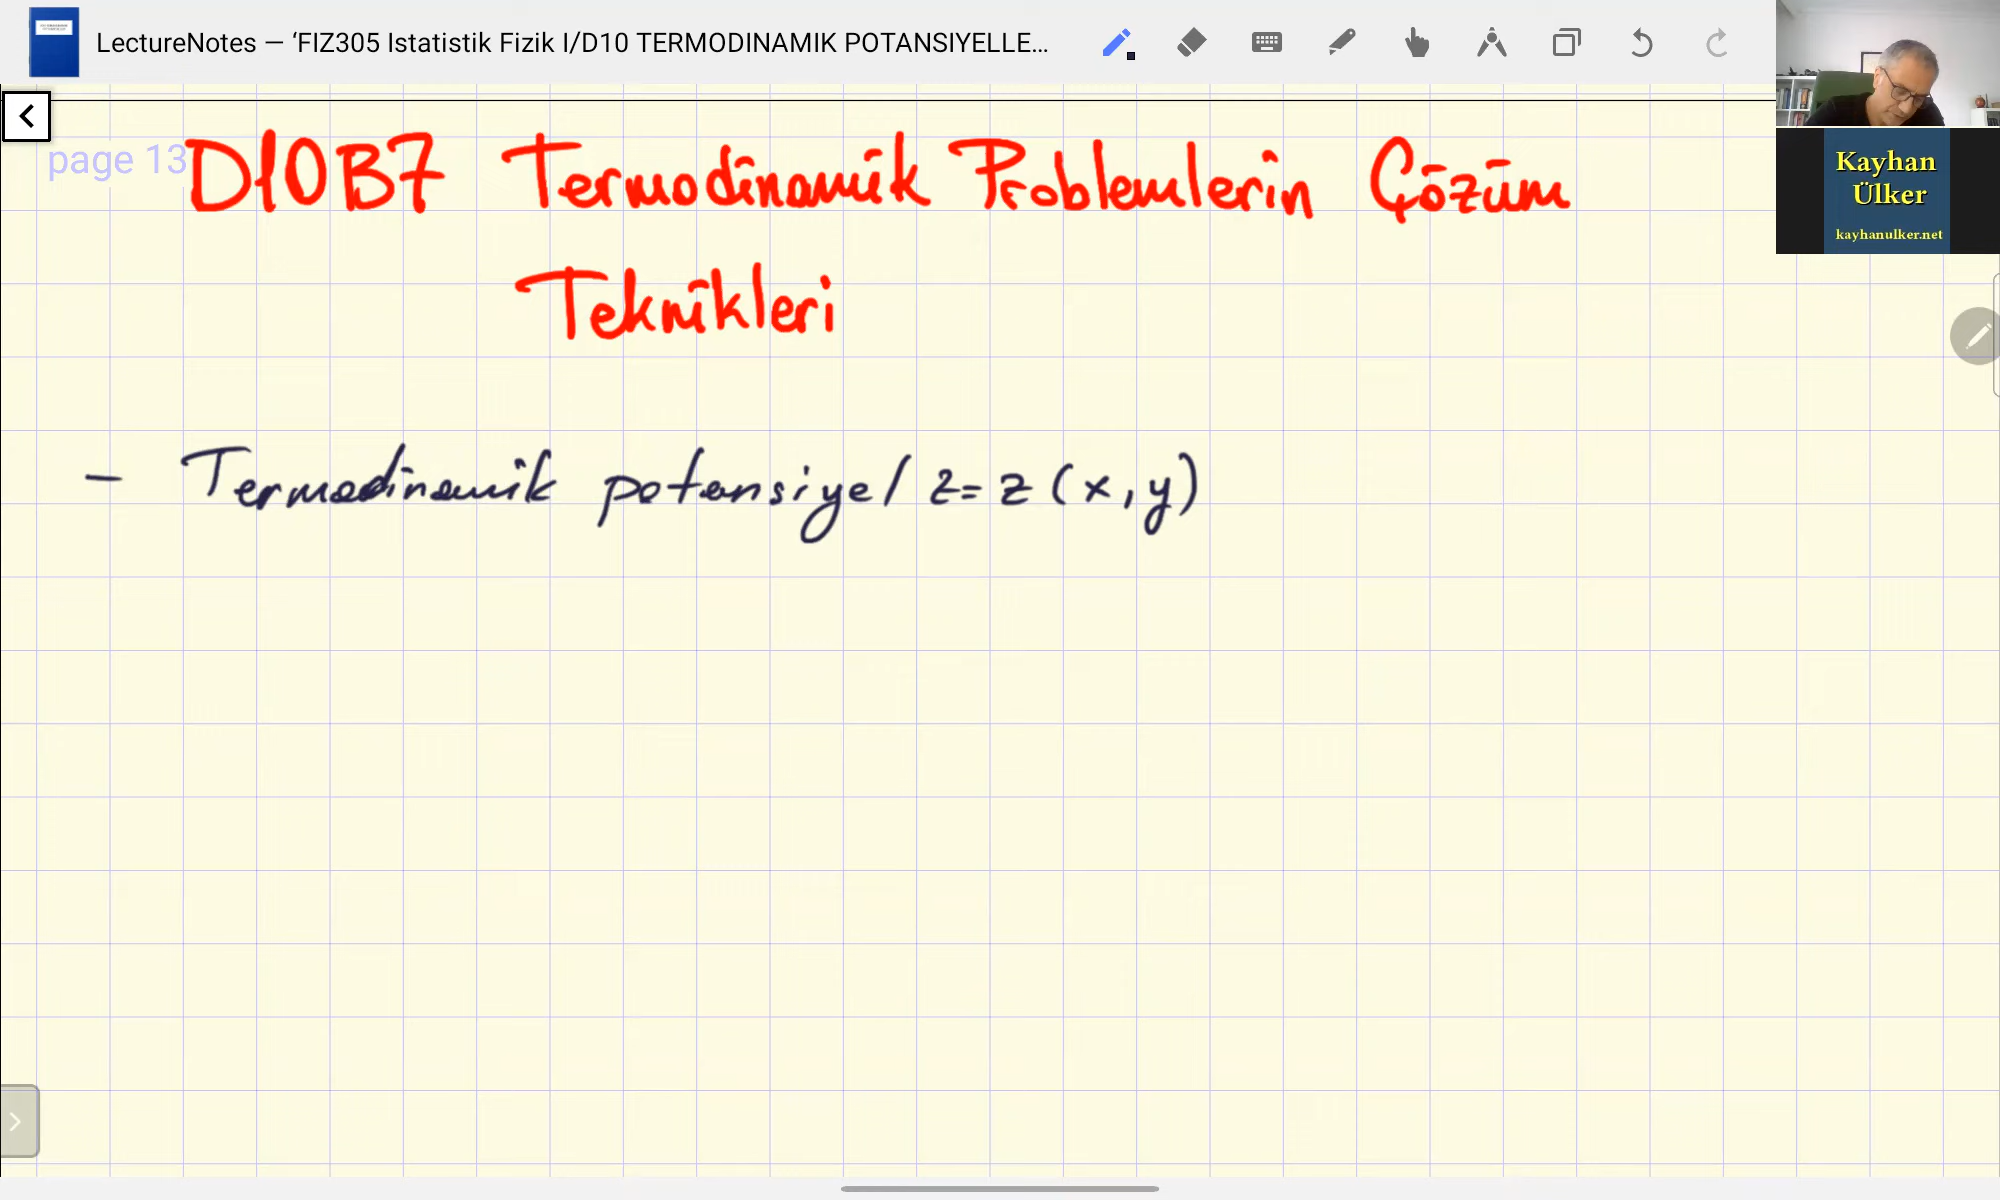 LectureNotes — ‘FIZ305 Istatistik Fizik I/D10 TERMODINAMIK POTANSIYELLE...
page 13
D10B7 Termodinamik Problemlerin Çözüm
Teknikleri
– Termodinamik potansiyel z = z (x, y)
Kayhan
Ülker
kayhanulker.net